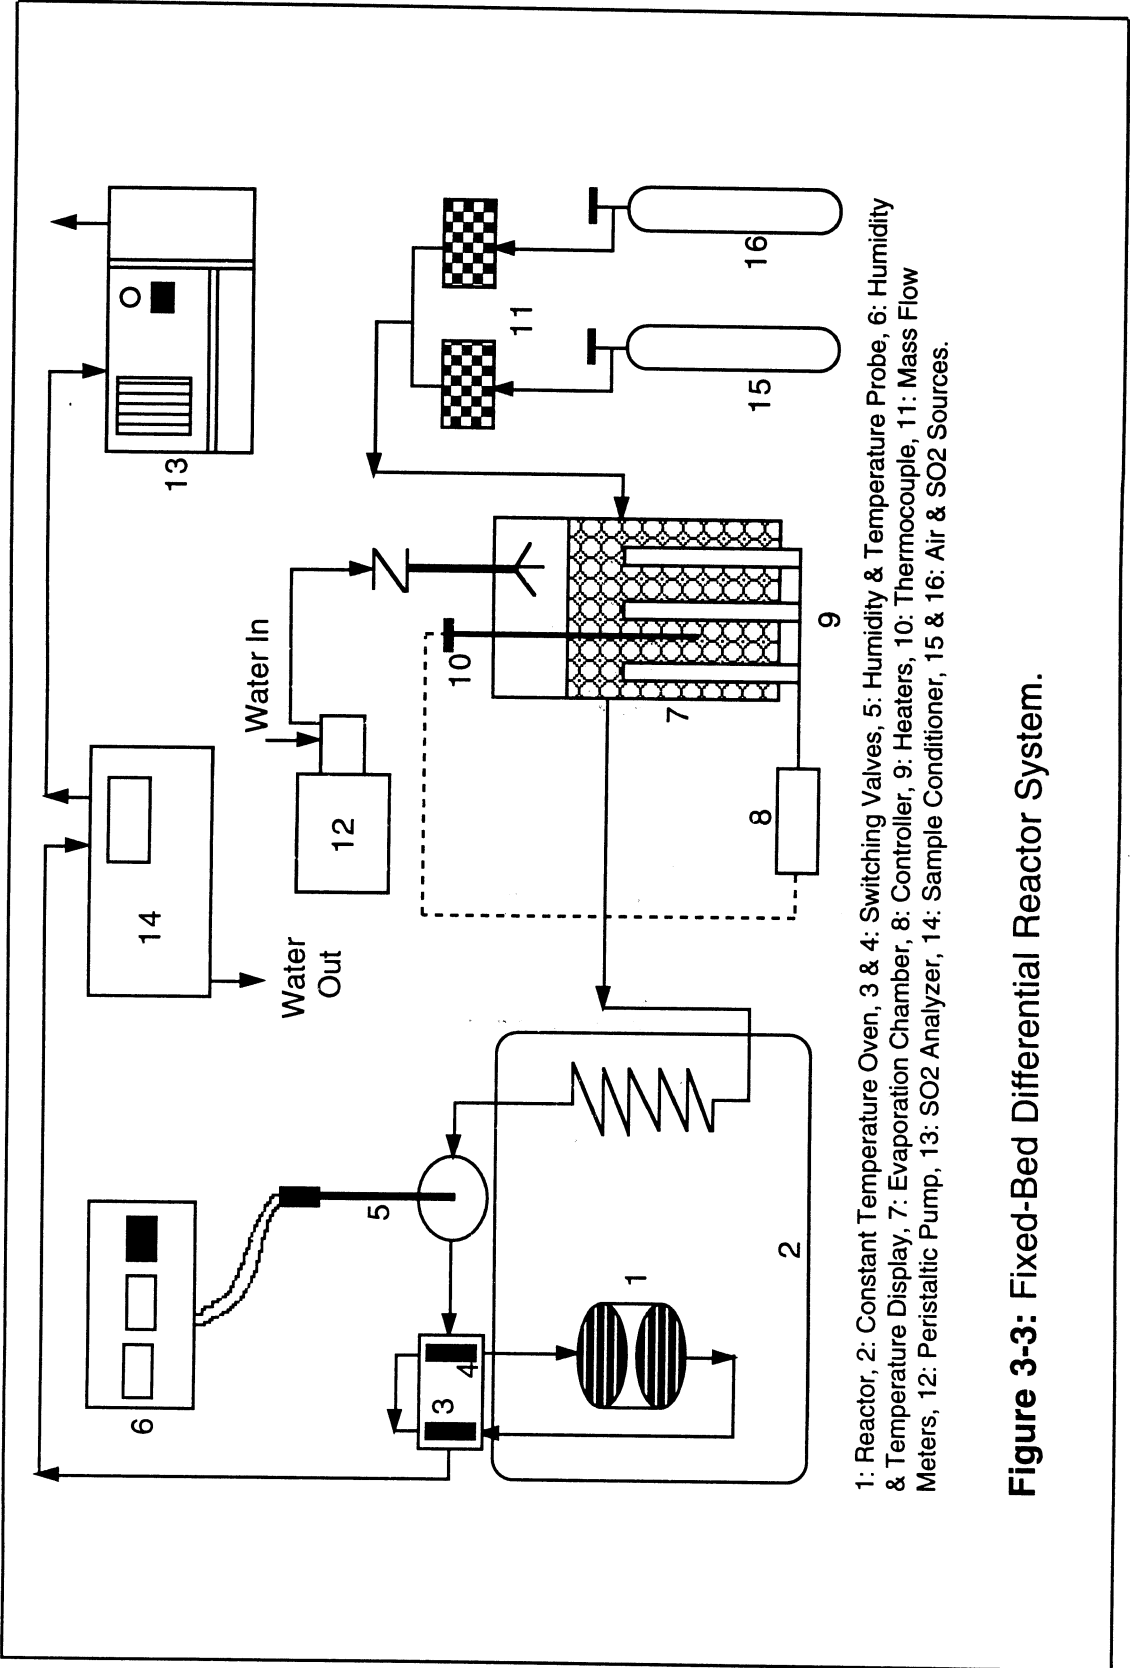 6
14
13
Water
Out
12
Water In
5
10
11
3
4
1
2
7
8
9
15
16
1: Reactor, 2: Constant Temperature Oven, 3 & 4: Switching Valves, 5: Humidity & Temperature Probe, 6: Humidity
& Temperature Display, 7: Evaporation Chamber, 8: Controller, 9: Heaters, 10: Thermocouple, 11: Mass Flow
Meters, 12: Peristaltic Pump, 13: SO2 Analyzer, 14: Sample Conditioner, 15 & 16: Air & SO2 Sources.
Figure 3-3: Fixed-Bed Differential Reactor System.